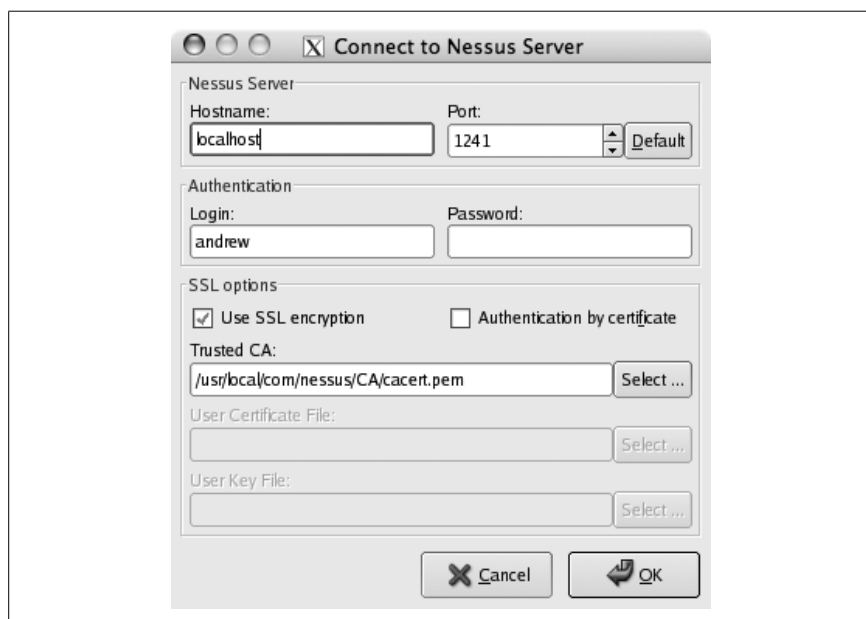 X Connect to Nessus Server
Nessus Server
Hostname: Port:
localhost 1241 Default
Authentication
Login: Password:
andrew
SSL options
Use SSL encryption Authentication by certificate
Trusted CA:
/usr/local/com/nessus/CA/cacert.pem Select ...
User Certificate File:
Select ...
User Key File:
Select ...
Cancel OK